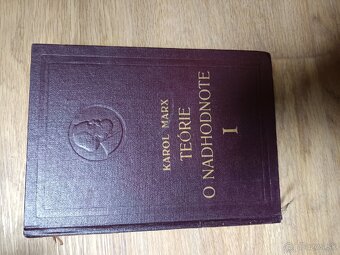 KAROL MARX
TEÓRIE
O NADHODNOTE
I